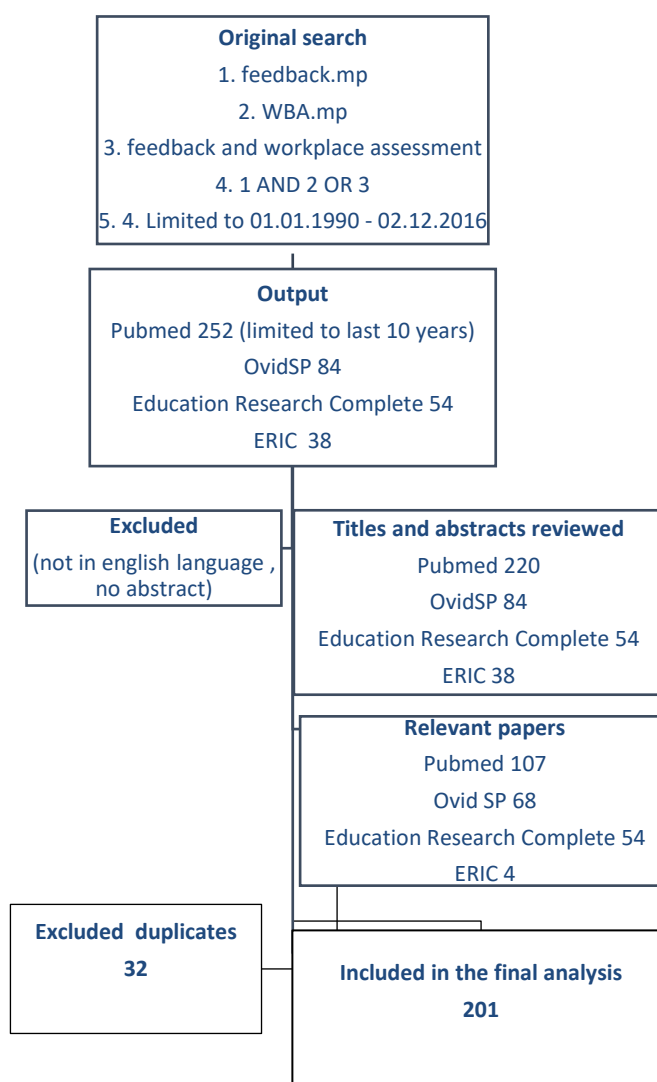 Original search
1. feedback.mp
2. WBA.mp
3. feedback and workplace assessment
4. 1 AND 2 OR 3
5. 4. Limited to 01.01.1990 - 02.12.2016
Output
Pubmed 252 (limited to last 10 years)
OvidSP 84
Education Research Complete 54
ERIC 38
Excluded
(not in english language ,
no abstract)
Titles and abstracts reviewed
Pubmed 220
OvidSP 84
Education Research Complete 54
ERIC 38
Relevant papers
Pubmed 107
Ovid SP 68
Education Research Complete 54
ERIC 4
Excluded duplicates
32
Included in the final analysis
201